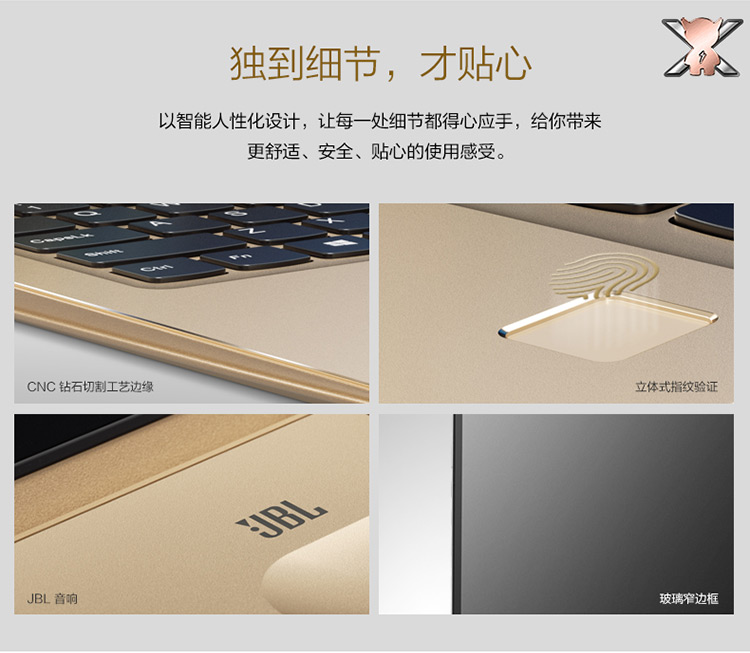 独到细节，才贴心
以智能人性化设计，让每一处细节都得心应手，给你带来
更舒适、安全、贴心的使用感受。
Q
A
S
Z
X
CapsLk
Shift
Ctrl
Fn
CNC 钻石切割工艺边缘
立体式指纹验证
JBL
JBL 音响
玻璃窄边框